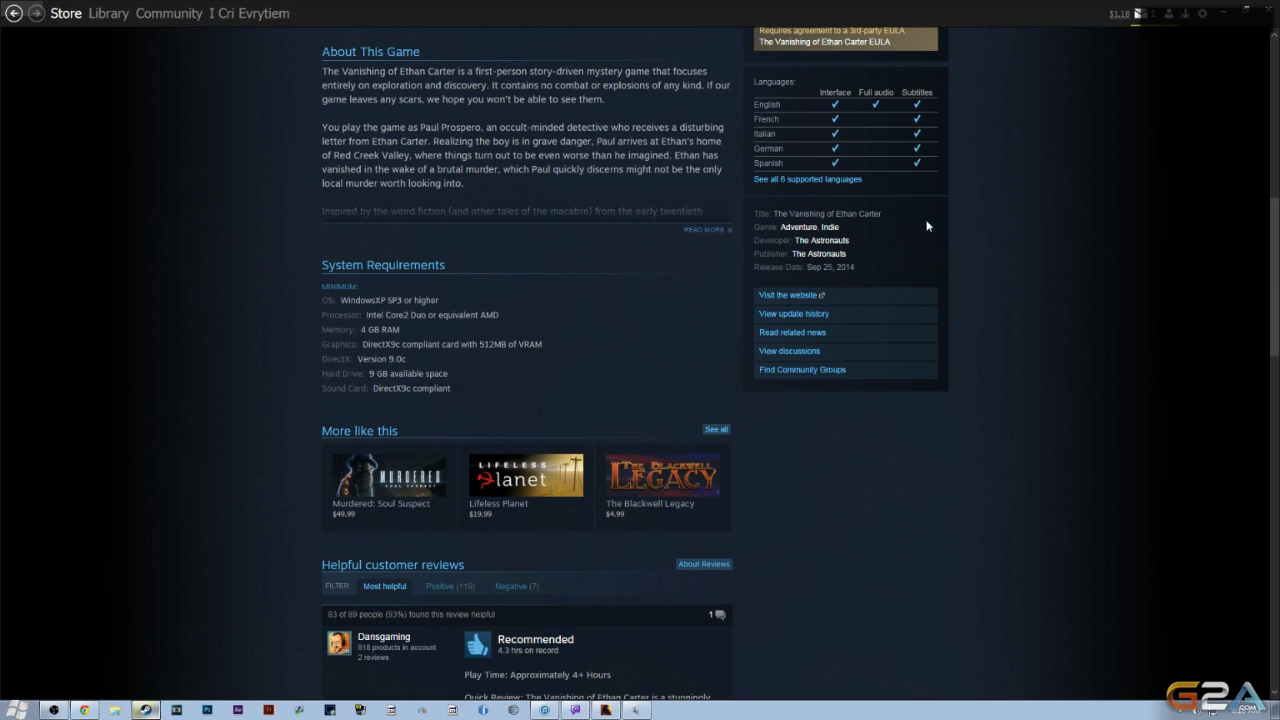 Store Library Community I Cri Evrytiem
$1.18 1
Requires agreement to a 3rd-party EULA
The Vanishing of Ethan Carter EULA
About This Game
The Vanishing of Ethan Carter is a first-person story-driven mystery game that focuses
entirely on exploration and discovery. It contains no combat or explosions of any kind. If our
game leaves any scars, we hope you won't be able to see them.
You play the game as Paul Prospero, an occult-minded detective who receives a disturbing
letter from Ethan Carter. Realizing the boy is in grave danger, Paul arrives at Ethan's home
of Red Creek Valley, where things turn out to be even worse than he imagined. Ethan has
vanished in the wake of a brutal murder, which Paul quickly discerns might not be the only
local murder worth looking into.
Inspired by the weird fiction (and other tales of the macabre) from the early twentieth
READ MORE
Languages:
Interface Full audio Subtitles
English ✓ ✓ ✓
French ✓ ✓
Italian ✓ ✓
German ✓ ✓
Spanish ✓ ✓
See all 6 supported languages
Title: The Vanishing of Ethan Carter
Genre: Adventure, Indie
Developer: The Astronauts
Publisher: The Astronauts
Release Date: Sep 25, 2014
Visit the website
View update history
Read related news
View discussions
Find Community Groups
System Requirements
MINIMUM:
OS: WindowsXP SP3 or higher
Processor: Intel Core2 Duo or equivalent AMD
Memory: 4 GB RAM
Graphics: DirectX9c compliant card with 512MB of VRAM
DirectX: Version 9.0c
Hard Drive: 9 GB available space
Sound Card: DirectX9c compliant
More like this
See all
MURDERED
SOUL SUSPECT
LIFELESS
Planet
THE BLACKWELL
LEGACY
Murdered: Soul Suspect
$49.99
Lifeless Planet
$19.99
The Blackwell Legacy
$4.99
Helpful customer reviews
About Reviews
FILTER: Most helpful Positive (119) Negative (7)
83 of 89 people (93%) found this review helpful
1
Dansgaming
818 products in account
2 reviews
Recommended
4.3 hrs on record
Play Time: Approximately 4+ Hours
Quick Review: The Vanishing of Ethan Carter is a stunningly
G2A
.COM